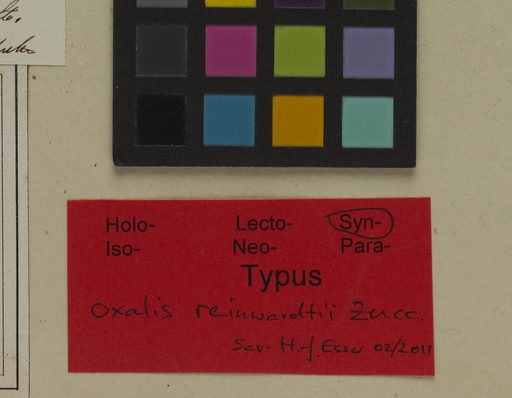 Holo- Lecto- Syn-
Iso- Neo- Para-
Typus
Oxalis reinwardtii Zucc.
Scr. H.-J. Esser 02/2011